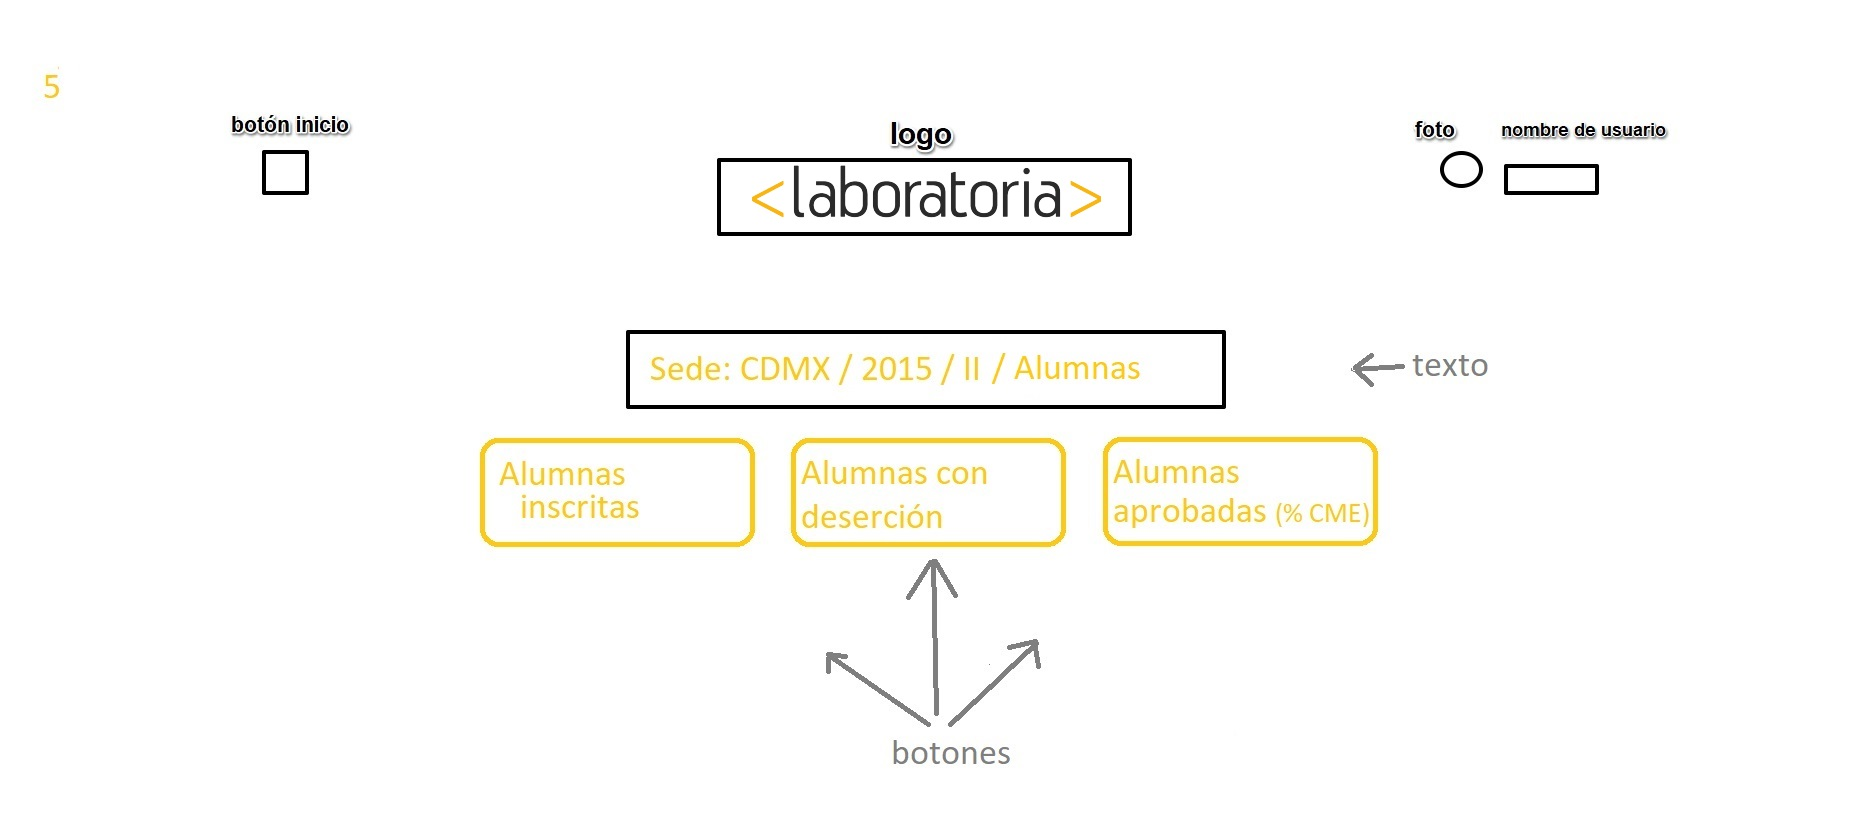 5
botón inicio
logo
foto
nombre de usuario
<laboratoria>
Sede: CDMX / 2015 / II / Alumnas
texto
Alumnas
inscritas
Alumnas con
deserción
Alumnas
aprobadas (% CME)
botones